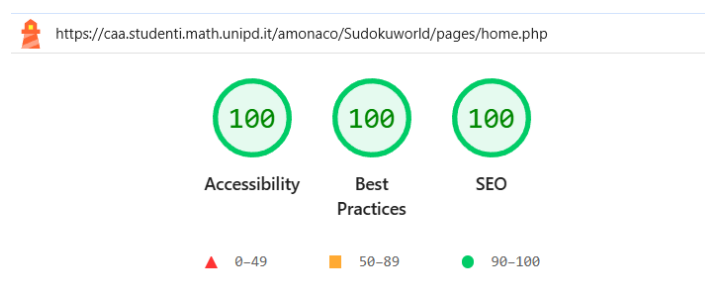 https://caa.studenti.math.unipd.it/amonaco/Sudokuworld/pages/home.php
100 100 100
Accessibility Best Practices SEO
0–49 50–89 90–100